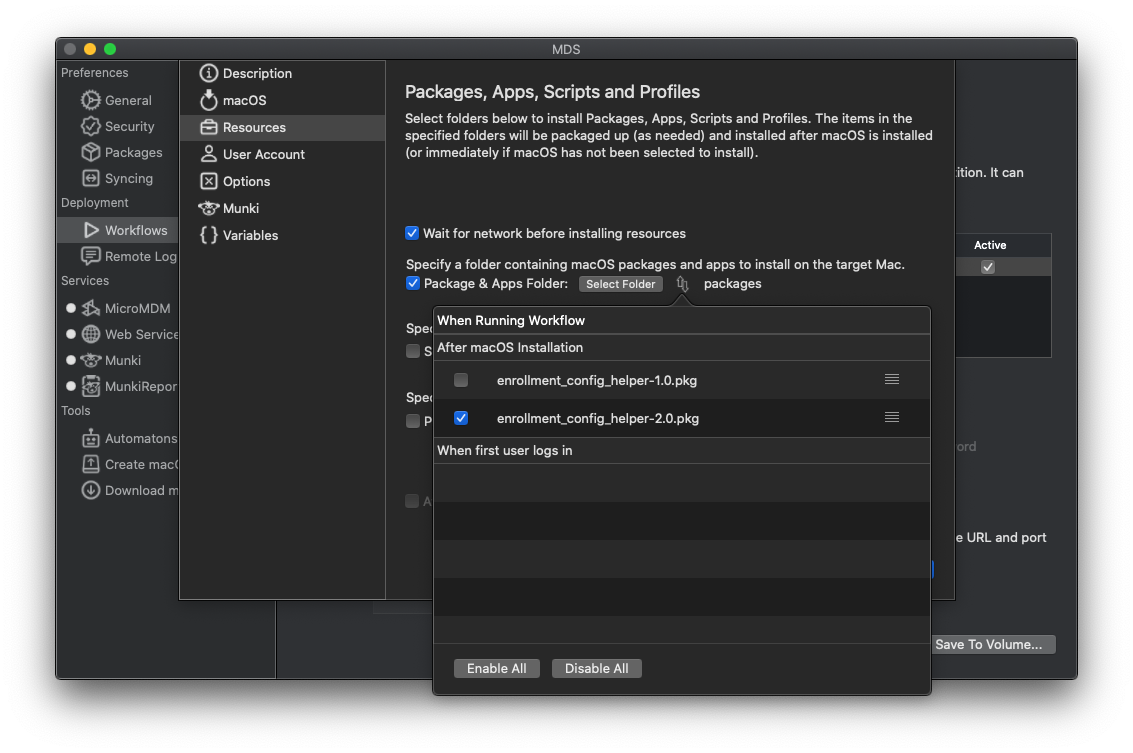 MDS
Preferences
General
Security
Packages
Syncing
Deployment
Workflows
Remote Log
Services
MicroMDM
Web Service
Munki
MunkiRepor
Tools
Automatons
Create mac
Download m
Description
macOS
Resources
User Account
Options
Munki
Variables
Packages, Apps, Scripts and Profiles
Select folders below to install Packages, Apps, Scripts and Profiles. The items in the
specified folders will be packaged up (as needed) and installed after macOS is installed
(or immediately if macOS has not been selected to install).
Wait for network before installing resources
Specify a folder containing macOS packages and apps to install on the target Mac.
Package & Apps Folder: Select Folder packages
Spec
S
Spec
P
A
When Running Workflow
After macOS Installation
enrollment_config_helper-1.0.pkg
enrollment_config_helper-2.0.pkg
When first user logs in
Enable All Disable All
ition. It can
Active
ord
e URL and port
Save To Volume...